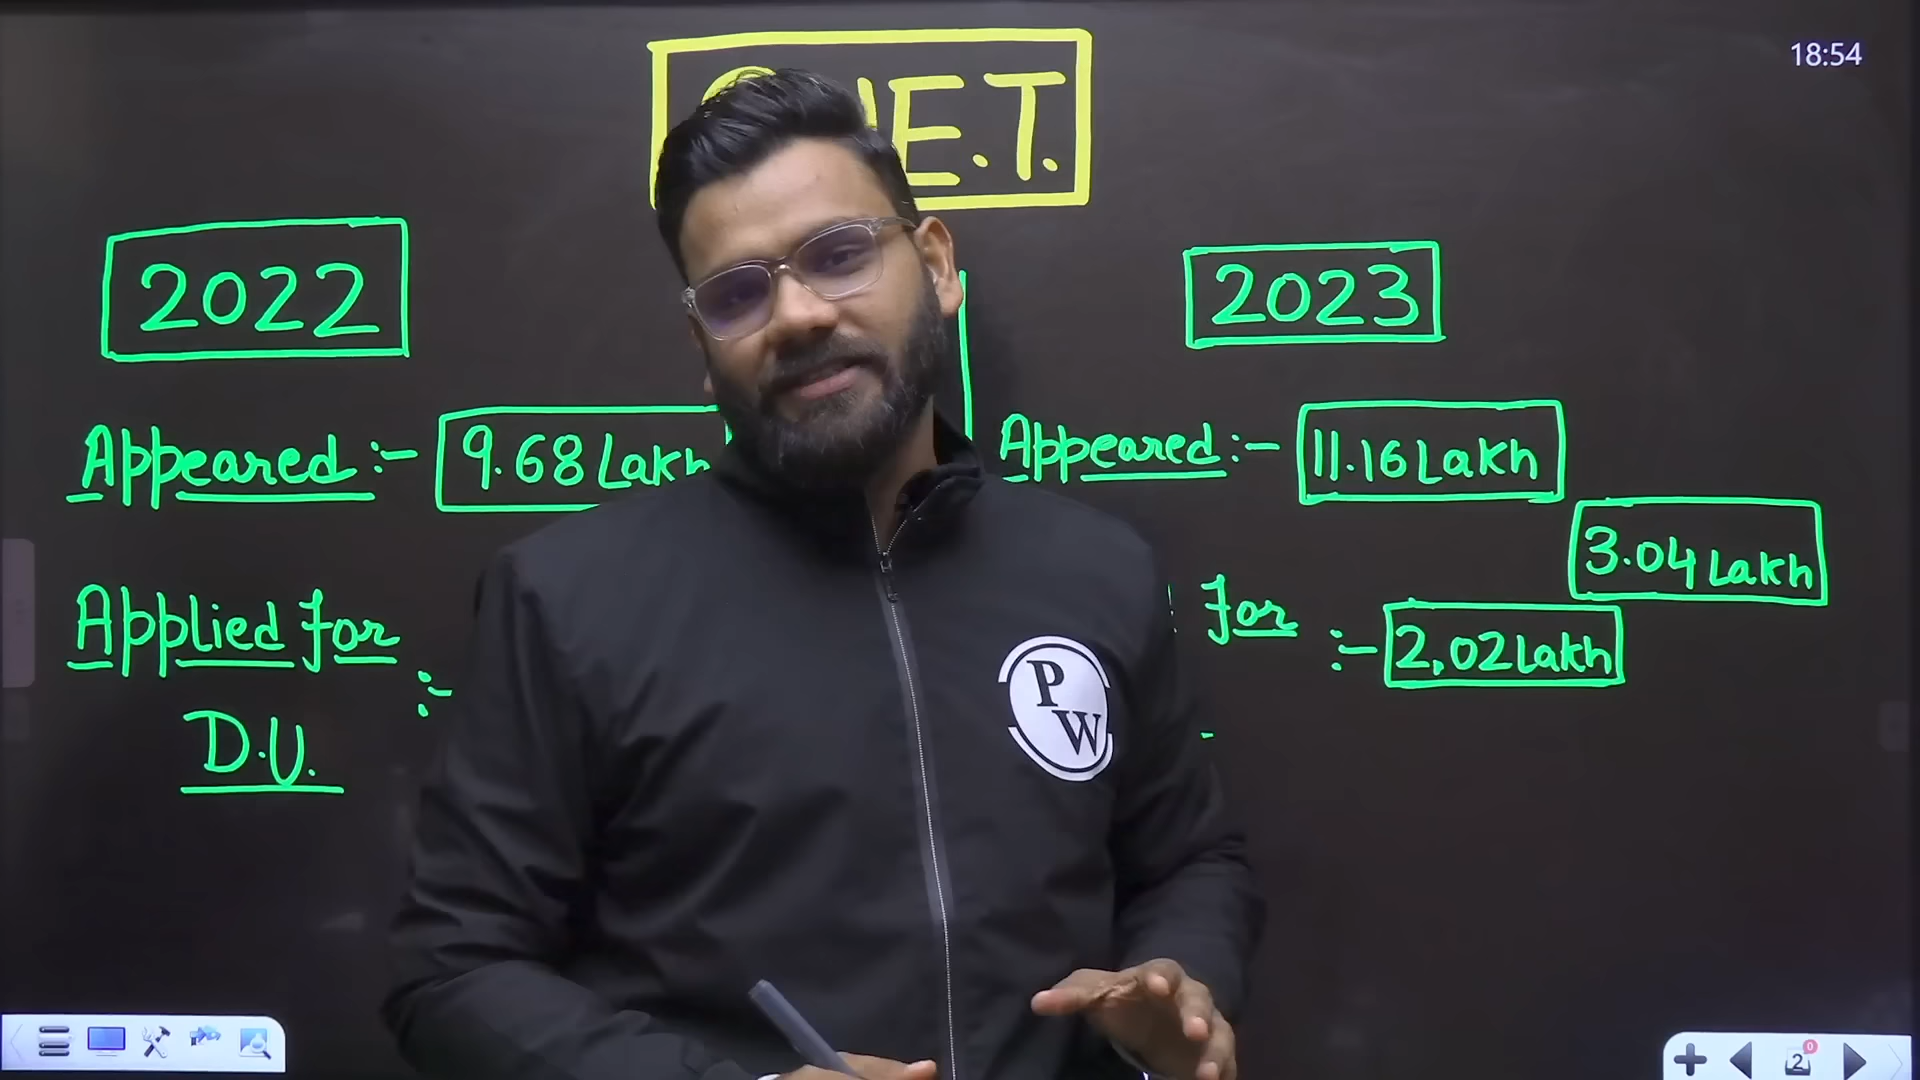 18:54
E.T.
2022
2023
Appeared:- 9.68 Lakh
Appeared:- 11.16 Lakh
3.04 Lakh
Applied for :-
for :- 2.02 Lakh
D.U.
P
W
2
0